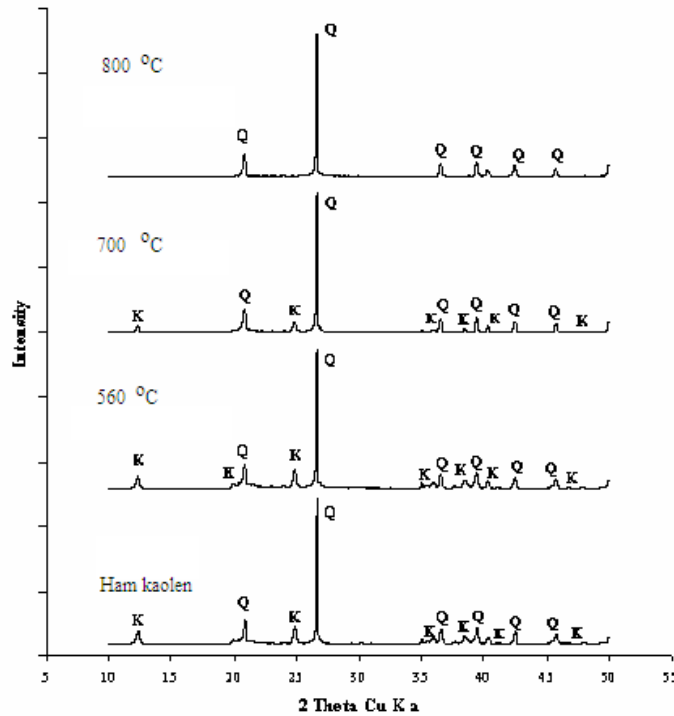 Q
800 °C
Q Q Q Q Q
Q
700 °C
K Q K K Q K Q K Q Q K
Q
560 °C
K K Q K K Q K Q K Q Q K
Q
Ham kaolen
K Q K K Q K Q K Q Q K
Intensity
5 10 15 20 25 30 35 40 45 50 55
2 Theta Cu K a